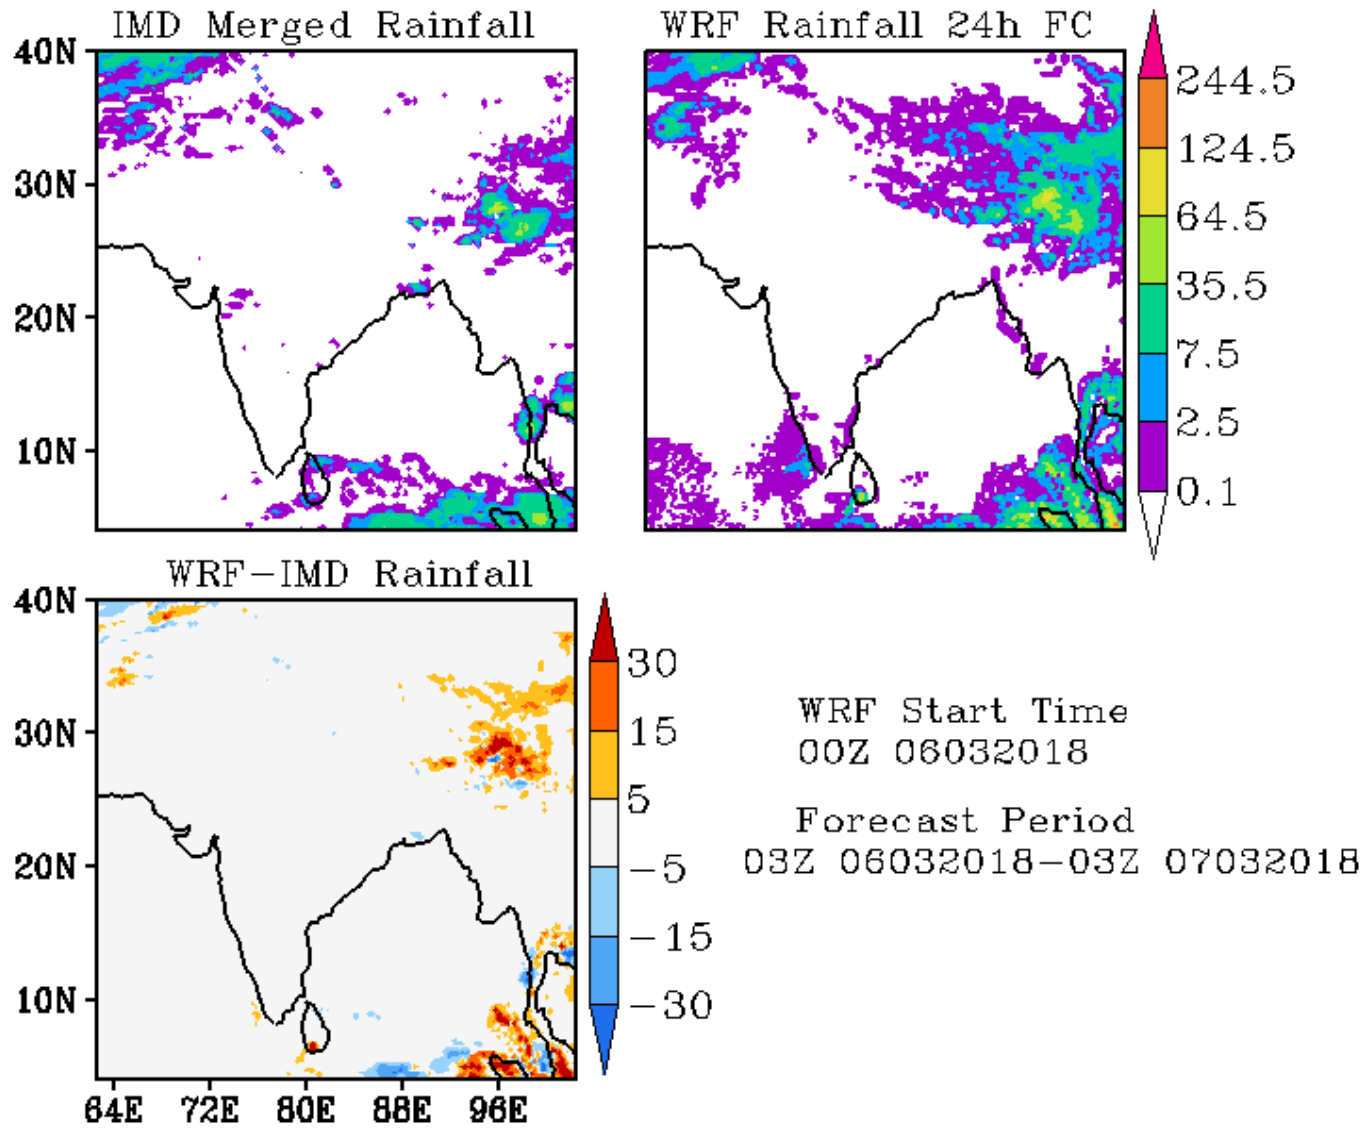 IMD Merged Rainfall
WRF Rainfall 24h FC
40N
30N
20N
10N
244.5
124.5
64.5
35.5
7.5
2.5
0.1
WRF-IMD Rainfall
40N
30N
20N
10N
64E 72E 80E 88E 96E
30
15
5
-5
-15
-30
WRF Start Time
00Z 06032018
Forecast Period
03Z 06032018-03Z 07032018